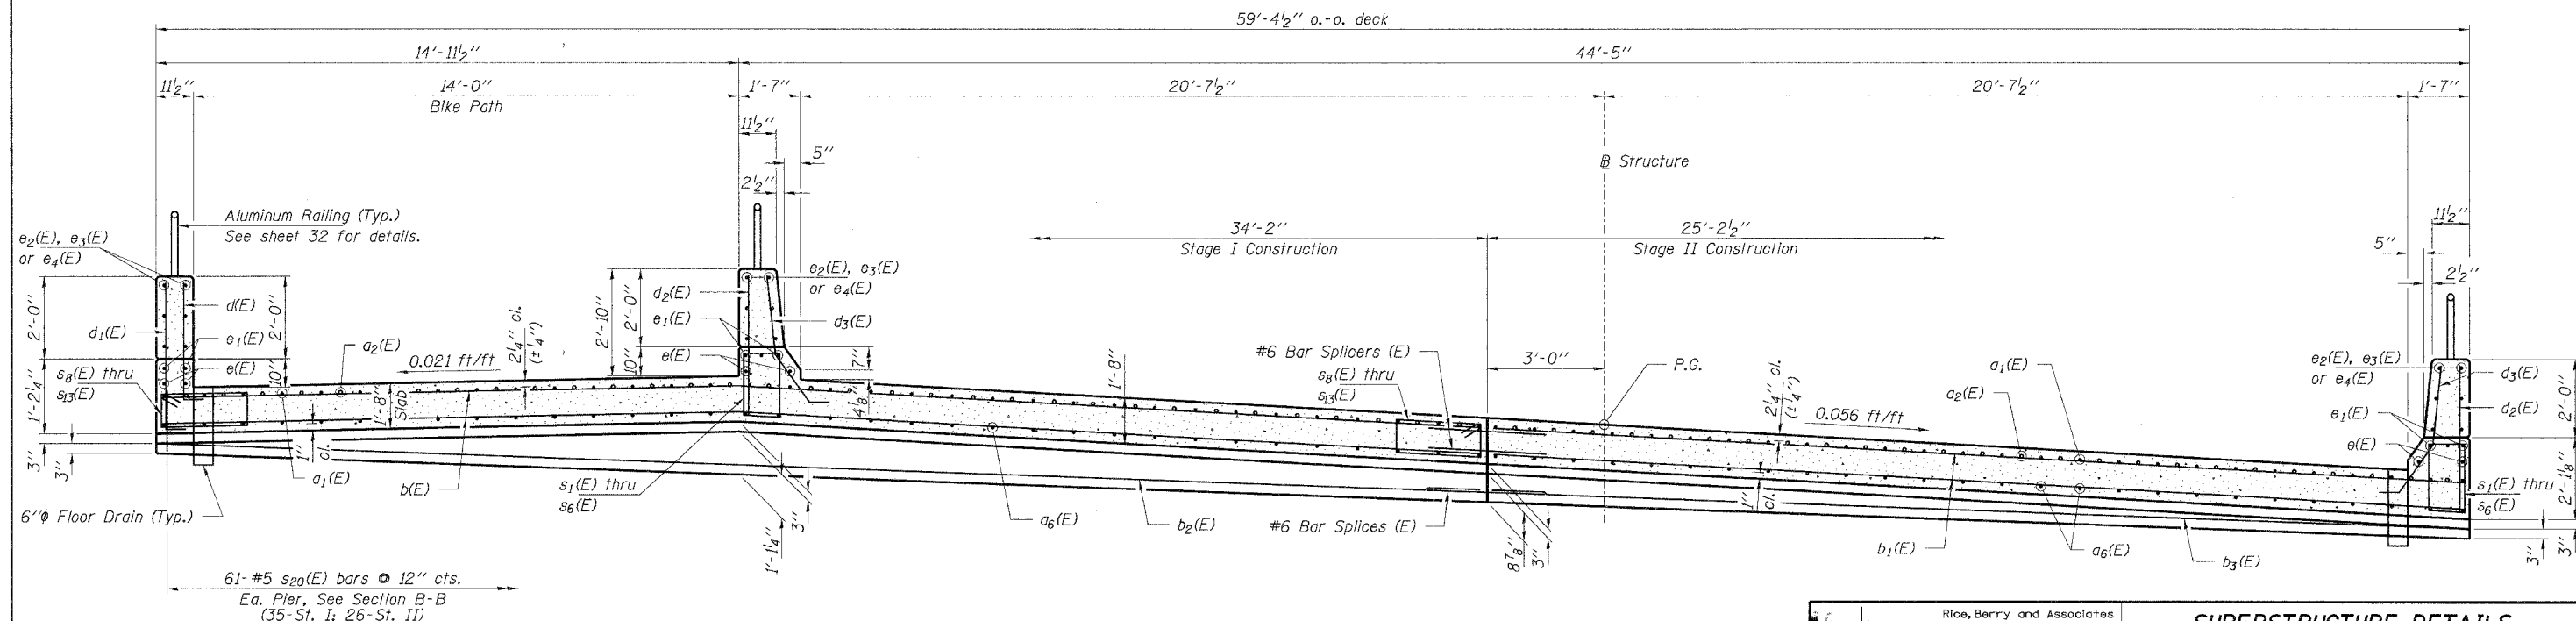 59'-4½" o.-o. deck
14'-11½"
44'-5"
11½"
14'-0"
Bike Path
1'-7"
20'-7½"
20'-7½"
1'-7"
11½"
5"
2½"
B Structure
Aluminum Railing (Typ.)
See sheet 32 for details.
34'-2"
Stage I Construction
25'-2½"
Stage II Construction
11½"
5"
2½"
e2(E), e3(E)
or e4(E)
2'-0"
d(E)
d1(E)
e1(E)
e(E)
2'-0"
10"
a2(E)
0.021 ft/ft
2¼" cl.
(±¼")
2'-10"
2'-0"
10"
d2(E)
e1(E)
e(E)
e2(E), e3(E)
or e4(E)
d3(E)
7"
4⅛"
1'-8"
#6 Bar Splicers (E)
s8(E) thru
s13(E)
3'-0"
P.G.
2¼" cl.
(±¼")
0.056 ft/ft
a1(E)
a2(E)
e2(E), e3(E)
or e4(E)
d3(E)
d2(E)
e1(E)
e(E)
2'-0"
2'-1⅛"
3"
3"
s8(E) thru
s13(E)
1'-2¼"
3"
3"
1'-8"
Slab
1"
cl.
a1(E)
b(E)
6"φ Floor Drain (Typ.)
s1(E) thru
s6(E)
1'-1¼"
3"
a6(E)
b2(E)
#6 Bar Splices (E)
8⅞"
3"
1"
cl.
b1(E)
a6(E)
b3(E)
s1(E) thru
s6(E)
61-#5 s20(E) bars @ 12" cts.
Ea. Pier, See Section B-B
(35-St. I; 26-St. II)
Rice, Berry and Associates
SUPERSTRUCTURE DETAILS